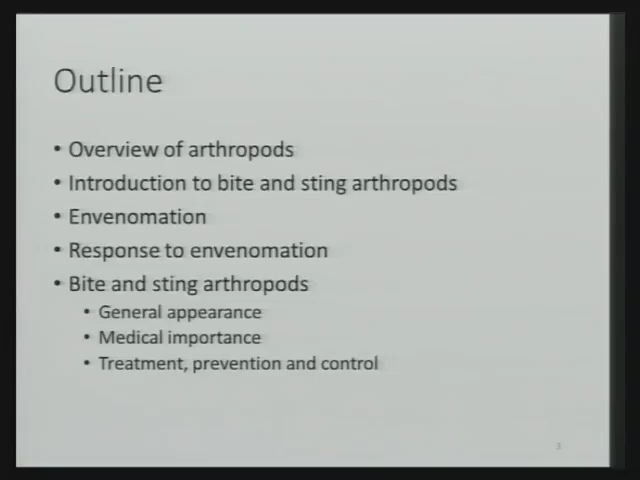 Outline
• Overview of arthropods
• Introduction to bite and sting arthropods
• Envenomation
• Response to envenomation
• Bite and sting arthropods
• General appearance
• Medical importance
• Treatment, prevention and control
3